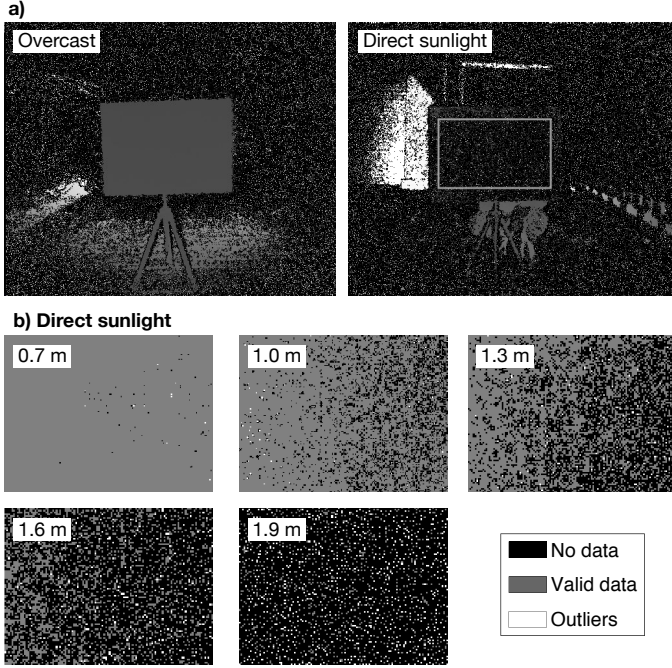 a)
Overcast
Direct sunlight
b) Direct sunlight
0.7 m
1.0 m
1.3 m
1.6 m
1.9 m
No data
Valid data
Outliers